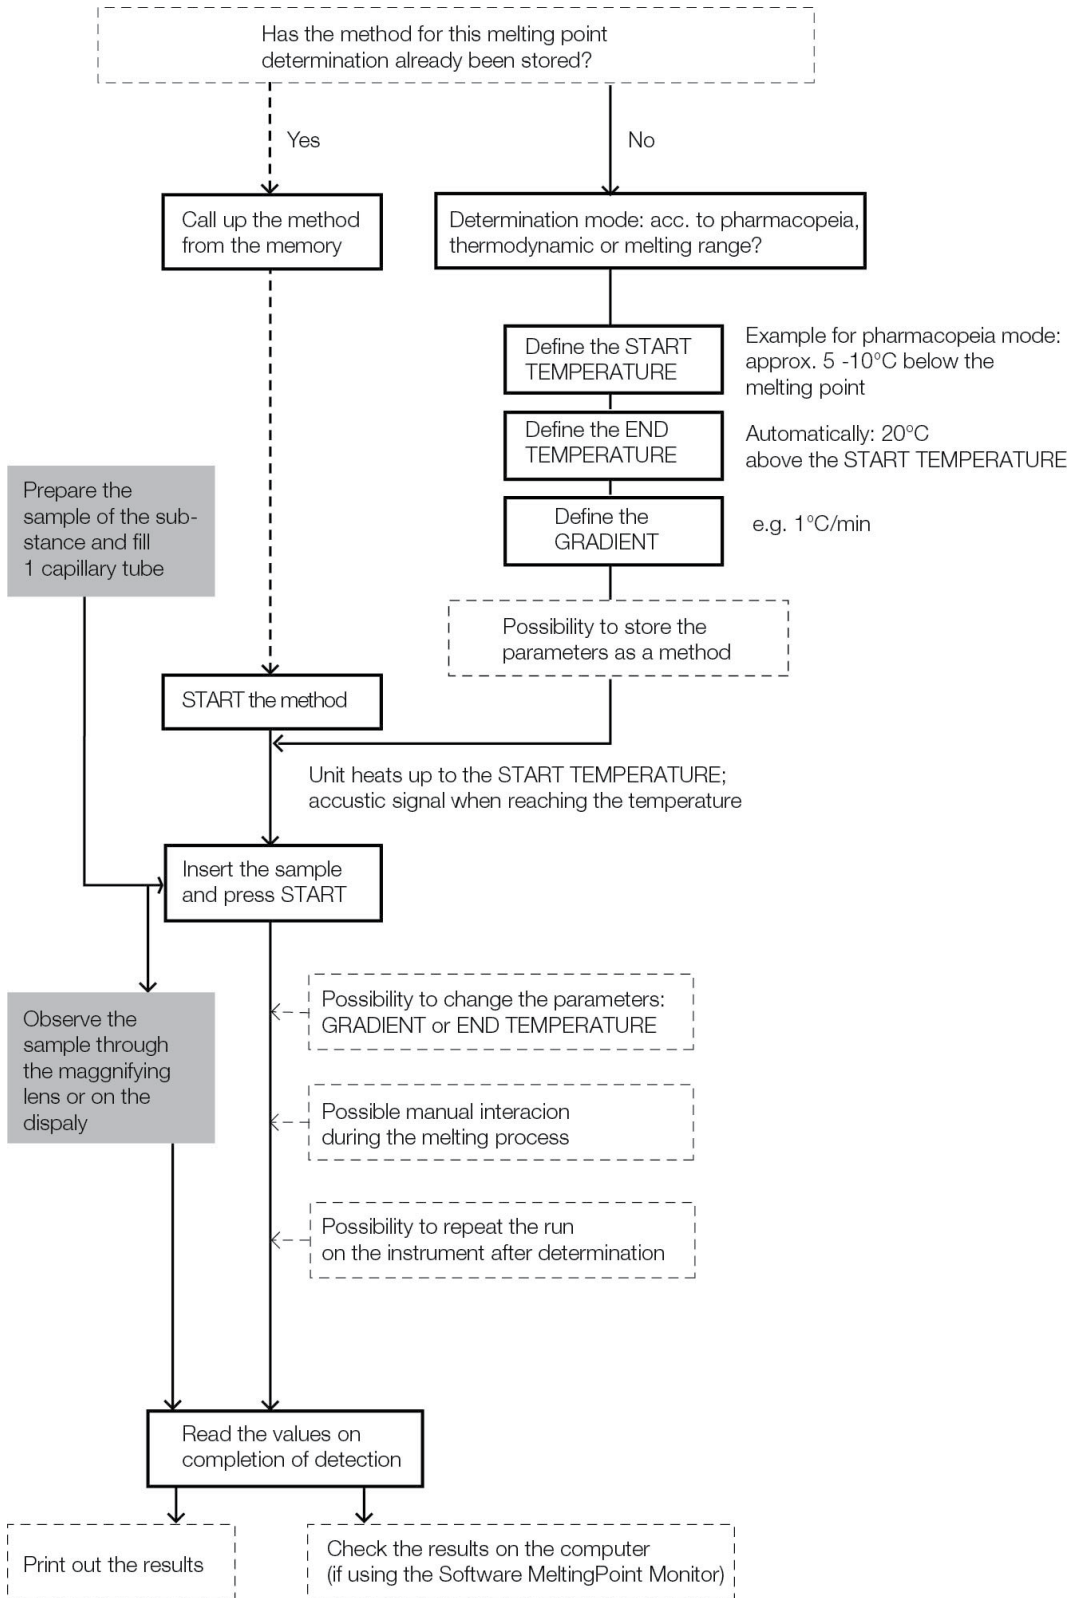 Has the method for this melting point
determination already been stored?
Yes
No
Call up the method
from the memory
Determination mode: acc. to pharmacopeia,
thermodynamic or melting range?
Define the START
TEMPERATURE
Example for pharmacopeia mode:
approx. 5 -10°C below the
melting point
Define the END
TEMPERATURE
Automatically: 20°C
above the START TEMPERATURE
Prepare the
sample of the sub-
stance and fill
1 capillary tube
Define the
GRADIENT
e.g. 1°C/min
Possibility to store the
parameters as a method
START the method
Unit heats up to the START TEMPERATURE;
accustic signal when reaching the temperature
Insert the sample
and press START
Possibility to change the parameters:
GRADIENT or END TEMPERATURE
Observe the
sample through
the maggnifying
lens or on the
dispaly
Possible manual interacion
during the melting process
Possibility to repeat the run
on the instrument after determination
Read the values on
completion of detection
Print out the results
Check the results on the computer
(if using the Software MeltingPoint Monitor)